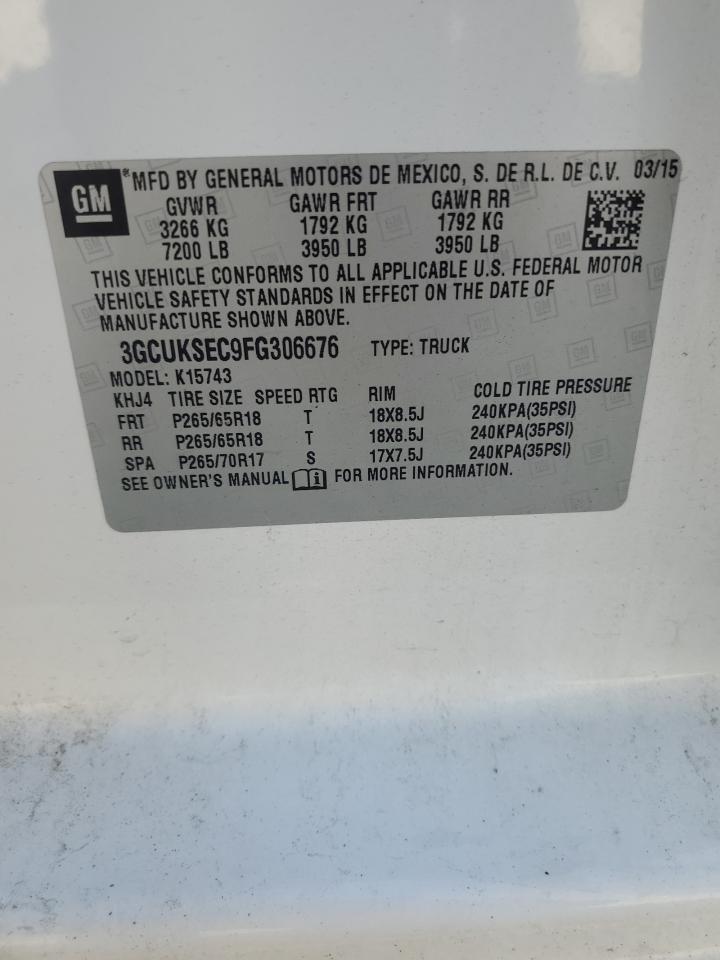 GM ®MFD BY GENERAL MOTORS DE MEXICO, S. DE R.L. DE C.V. 03/15
GVWR GAWR FRT GAWR RR
3266 KG 1792 KG 1792 KG
7200 LB 3950 LB 3950 LB
THIS VEHICLE CONFORMS TO ALL APPLICABLE U.S. FEDERAL MOTOR
VEHICLE SAFETY STANDARDS IN EFFECT ON THE DATE OF
MANUFACTURE SHOWN ABOVE.
3GCUKSEC9FG306676 TYPE: TRUCK
MODEL: K15743
KHJ4 TIRE SIZE SPEED RTG RIM COLD TIRE PRESSURE
FRT P265/65R18 T 18X8.5J 240KPA(35PSI)
RR P265/65R18 T 18X8.5J 240KPA(35PSI)
SPA P265/70R17 S 17X7.5J 240KPA(35PSI)
SEE OWNER'S MANUAL i FOR MORE INFORMATION.